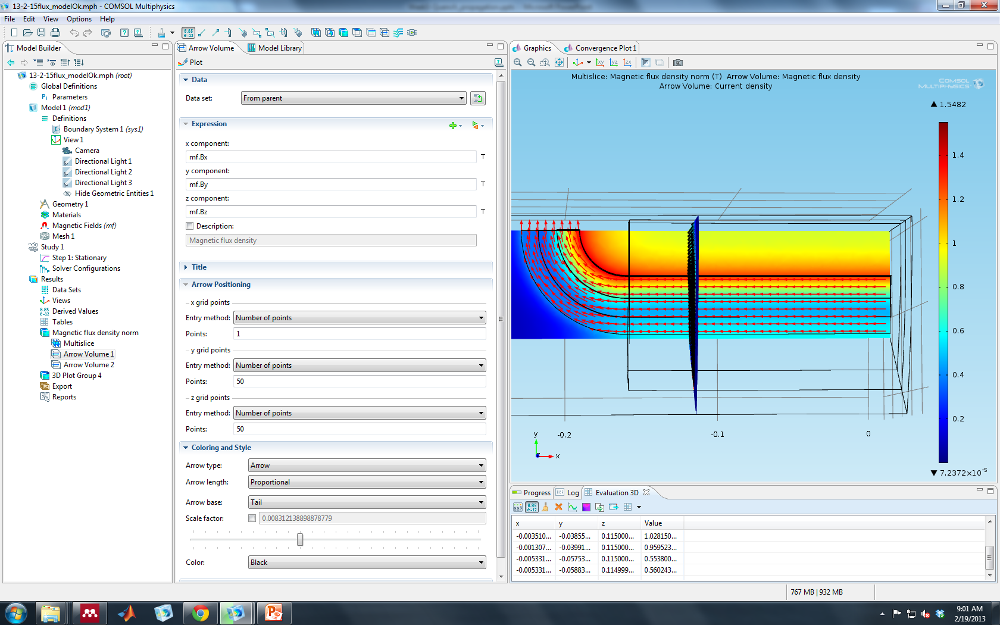 13-2-15flux_modelOk.mph - COMSOL Multiphysics
File Edit View Options Help
Model Builder
13-2-15flux_modelOk.mph (root)
Global Definitions
Parameters
Model 1 (mod1)
Definitions
Boundary System 1 (sys1)
View 1
Camera
Directional Light 1
Directional Light 2
Directional Light 3
Hide Geometric Entities 1
Geometry 1
Materials
Magnetic Fields (mf)
Mesh 1
Study 1
Step 1: Stationary
Solver Configurations
Results
Data Sets
Views
Derived Values
Tables
Magnetic flux density norm
Multislice
Arrow Volume 1
Arrow Volume 2
3D Plot Group 4
Export
Reports
Arrow Volume Model Library
Plot
Data
Data set: From parent
Expression
x component:
mf.Bx T
y component:
mf.By T
z component:
mf.Bz T
Description:
Magnetic flux density
Title
Arrow Positioning
x grid points
Entry method: Number of points
Points: 1
y grid points
Entry method: Number of points
Points: 50
z grid points
Entry method: Number of points
Points: 50
Coloring and Style
Arrow type: Arrow
Arrow length: Proportional
Arrow base: Tail
Scale factor: 0.008312138898878779
Color: Black
Graphics Convergence Plot 1
xy yz zx
Multislice: Magnetic flux density norm (T) Arrow Volume: Magnetic flux density
Arrow Volume: Current density
COMSOL
MULTIPHYSICS
▲ 1.5482
1.4
1.2
1
0.8
0.6
0.4
0.2
▼ 7.2372×10-5
-0.2 -0.1 0
y
z x
Progress Log Evaluation 3D
8.85
e-12
x y z Value
-0.003510... -0.03855... 0.115000... 1.028150...
-0.001307... -0.03991... 0.115000... 0.959523...
-0.005331... -0.05753... 0.115000... 0.553800...
-0.005331... -0.05883... 0.114999... 0.560243...
767 MB | 932 MB
9:01 AM
2/19/2013